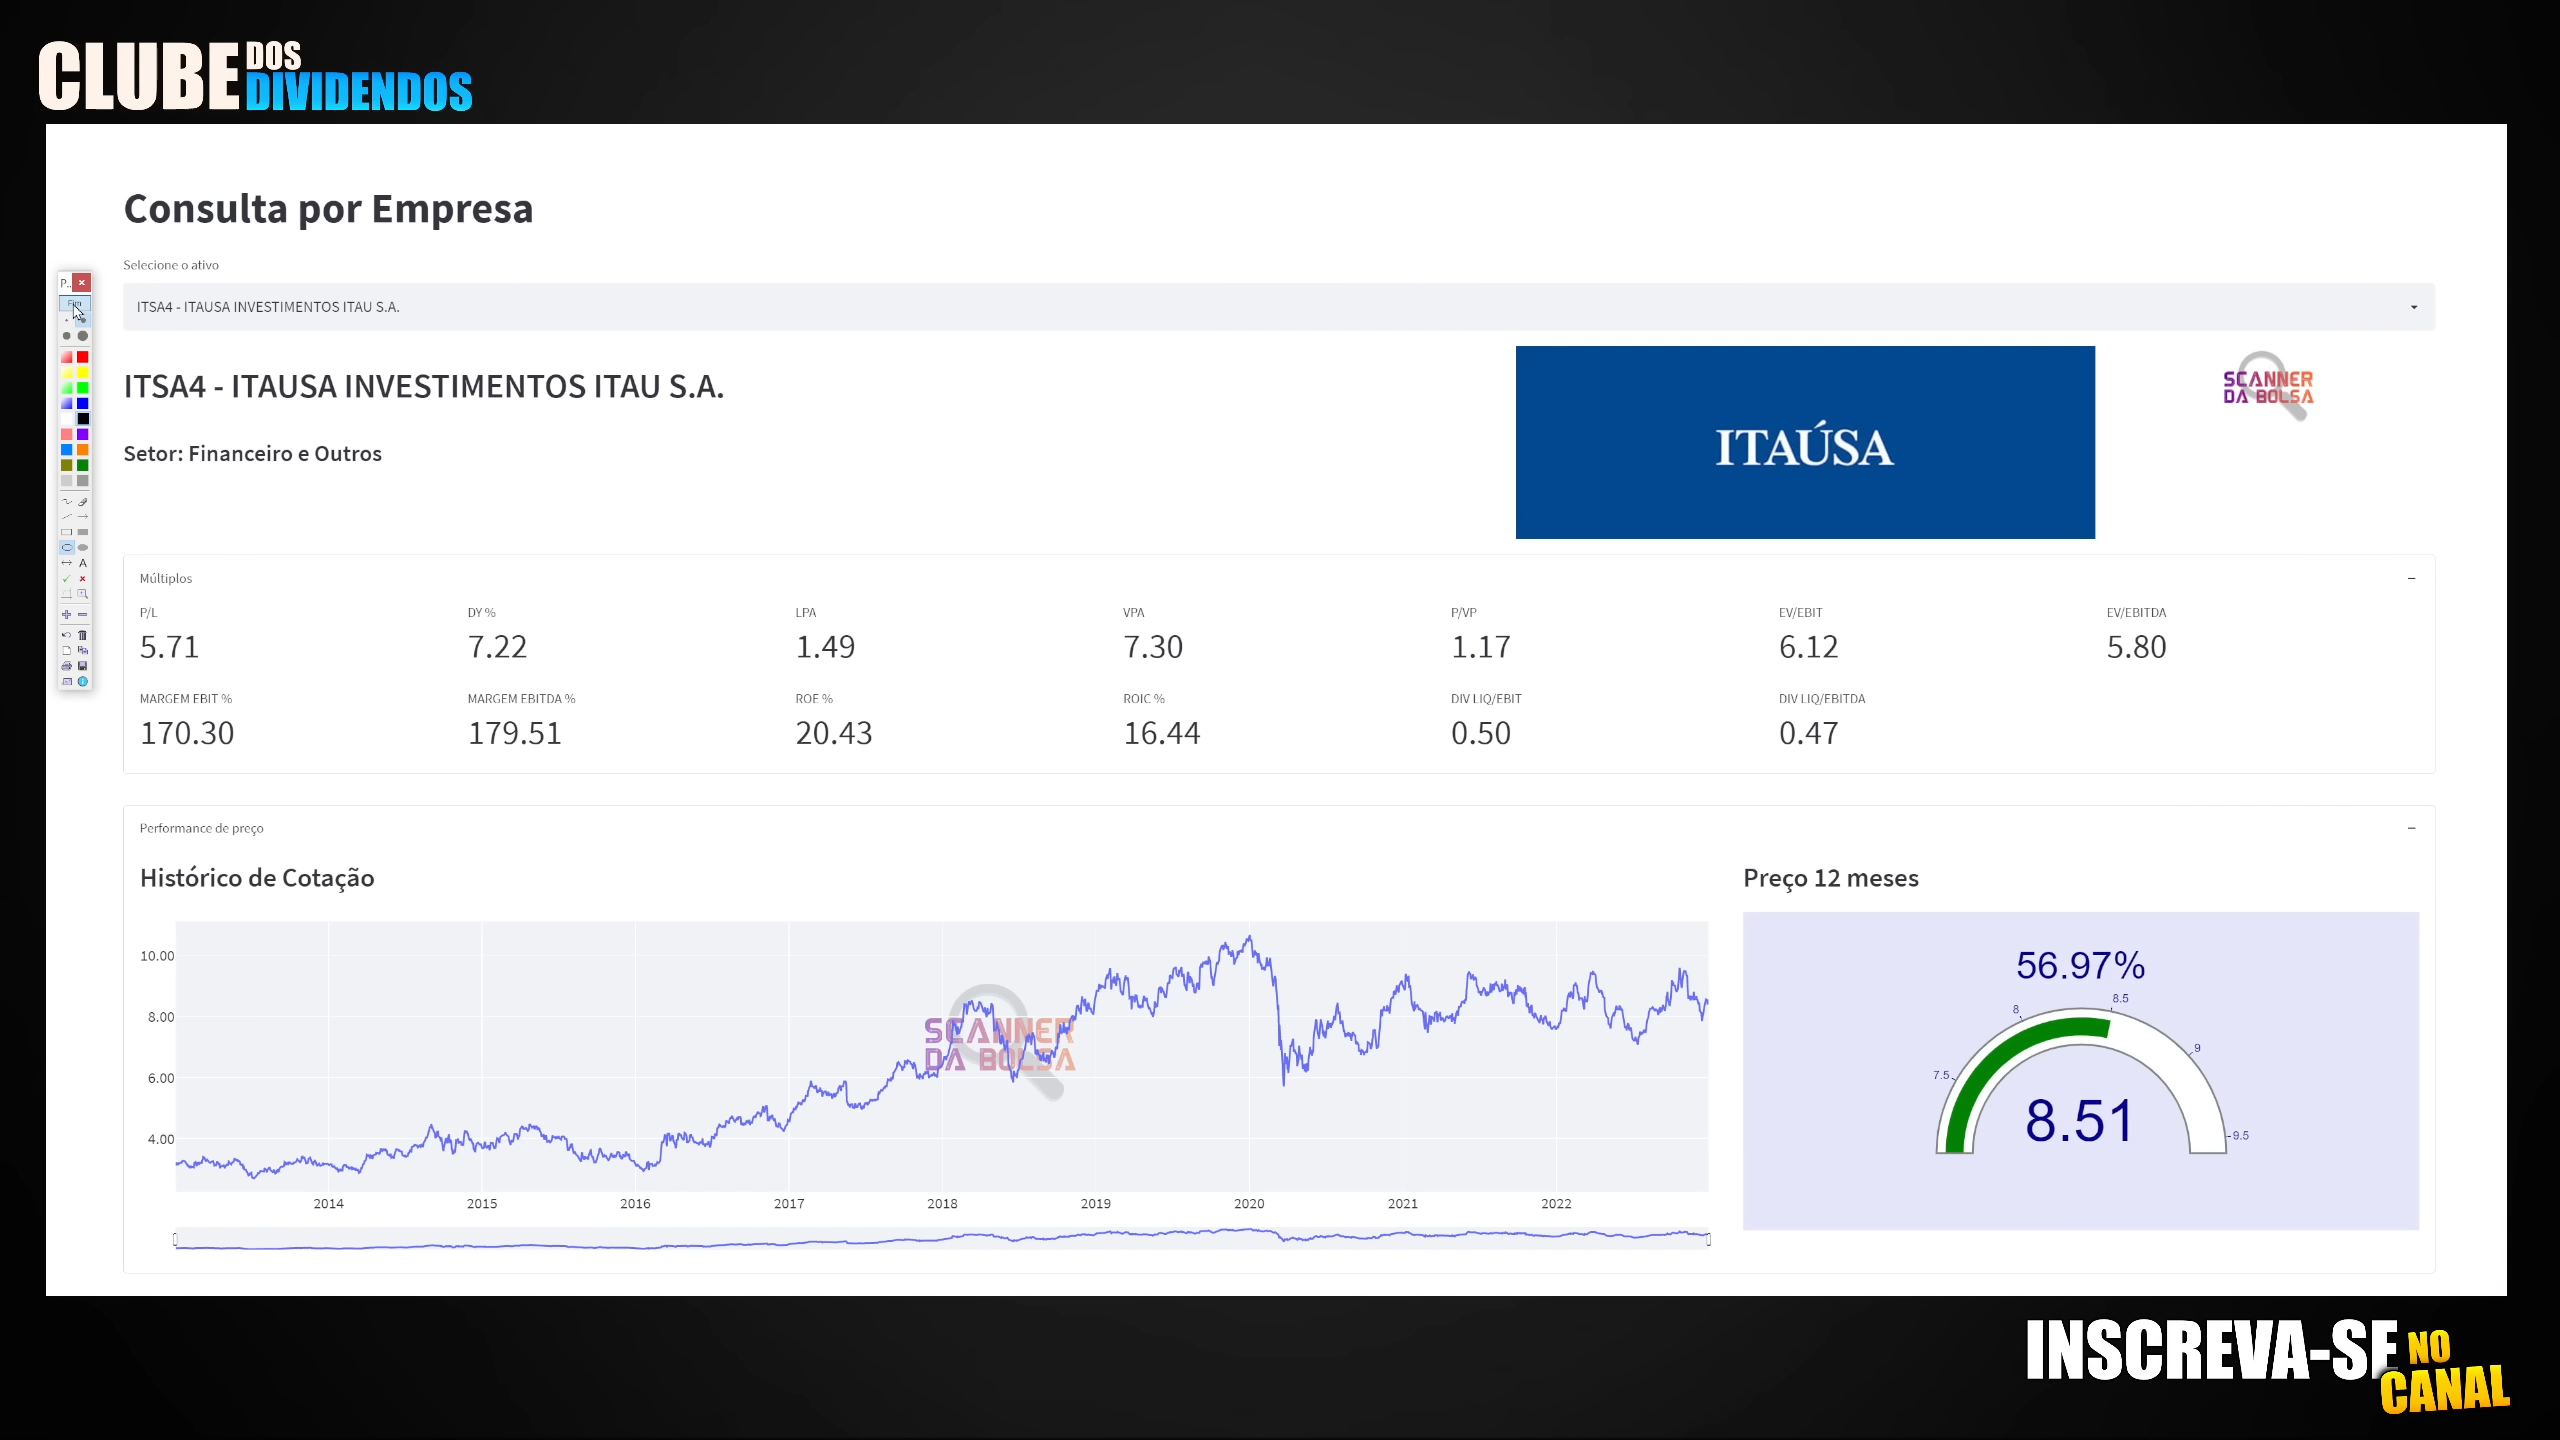 CLUBE DOS
DIVIDENDOS
Consulta por Empresa
Selecione o ativo
P..
Fim
ITSA4 - ITAUSA INVESTIMENTOS ITAU S.A.
ITSA4 - ITAUSA INVESTIMENTOS ITAU S.A.
ITAÚSA
SCANNER
DA BOLSA
Setor: Financeiro e Outros
A
Múltiplos
P/L DY % LPA VPA P/VP EV/EBIT EV/EBITDA
5.71 7.22 1.49 7.30 1.17 6.12 5.80
MARGEM EBIT % MARGEM EBITDA % ROE % ROIC % DIV LIQ/EBIT DIV LIQ/EBITDA
170.30 179.51 20.43 16.44 0.50 0.47
Performance de preço
Histórico de Cotação
10.00
8.00
6.00
4.00
SCANNER
DA BOLSA
2014 2015 2016 2017 2018 2019 2020 2021 2022
Preço 12 meses
56.97%
7.5 8 8.5 9 9.5
8.51
INSCREVA-SE NO
CANAL